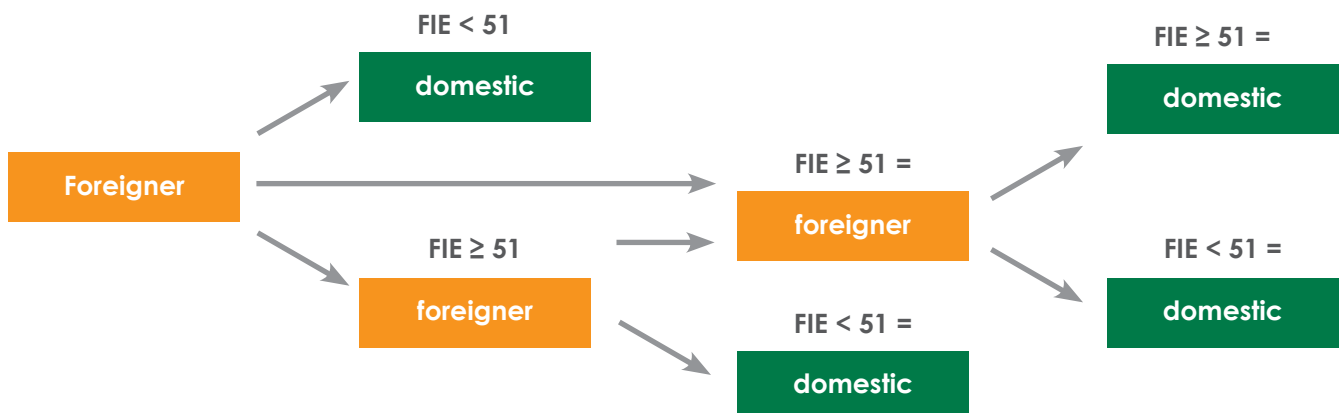 FIE < 51
domestic
Foreigner
FIE ≥ 51
foreigner
FIE ≥ 51 =
foreigner
FIE < 51 =
domestic
FIE ≥ 51 =
domestic
FIE < 51 =
domestic